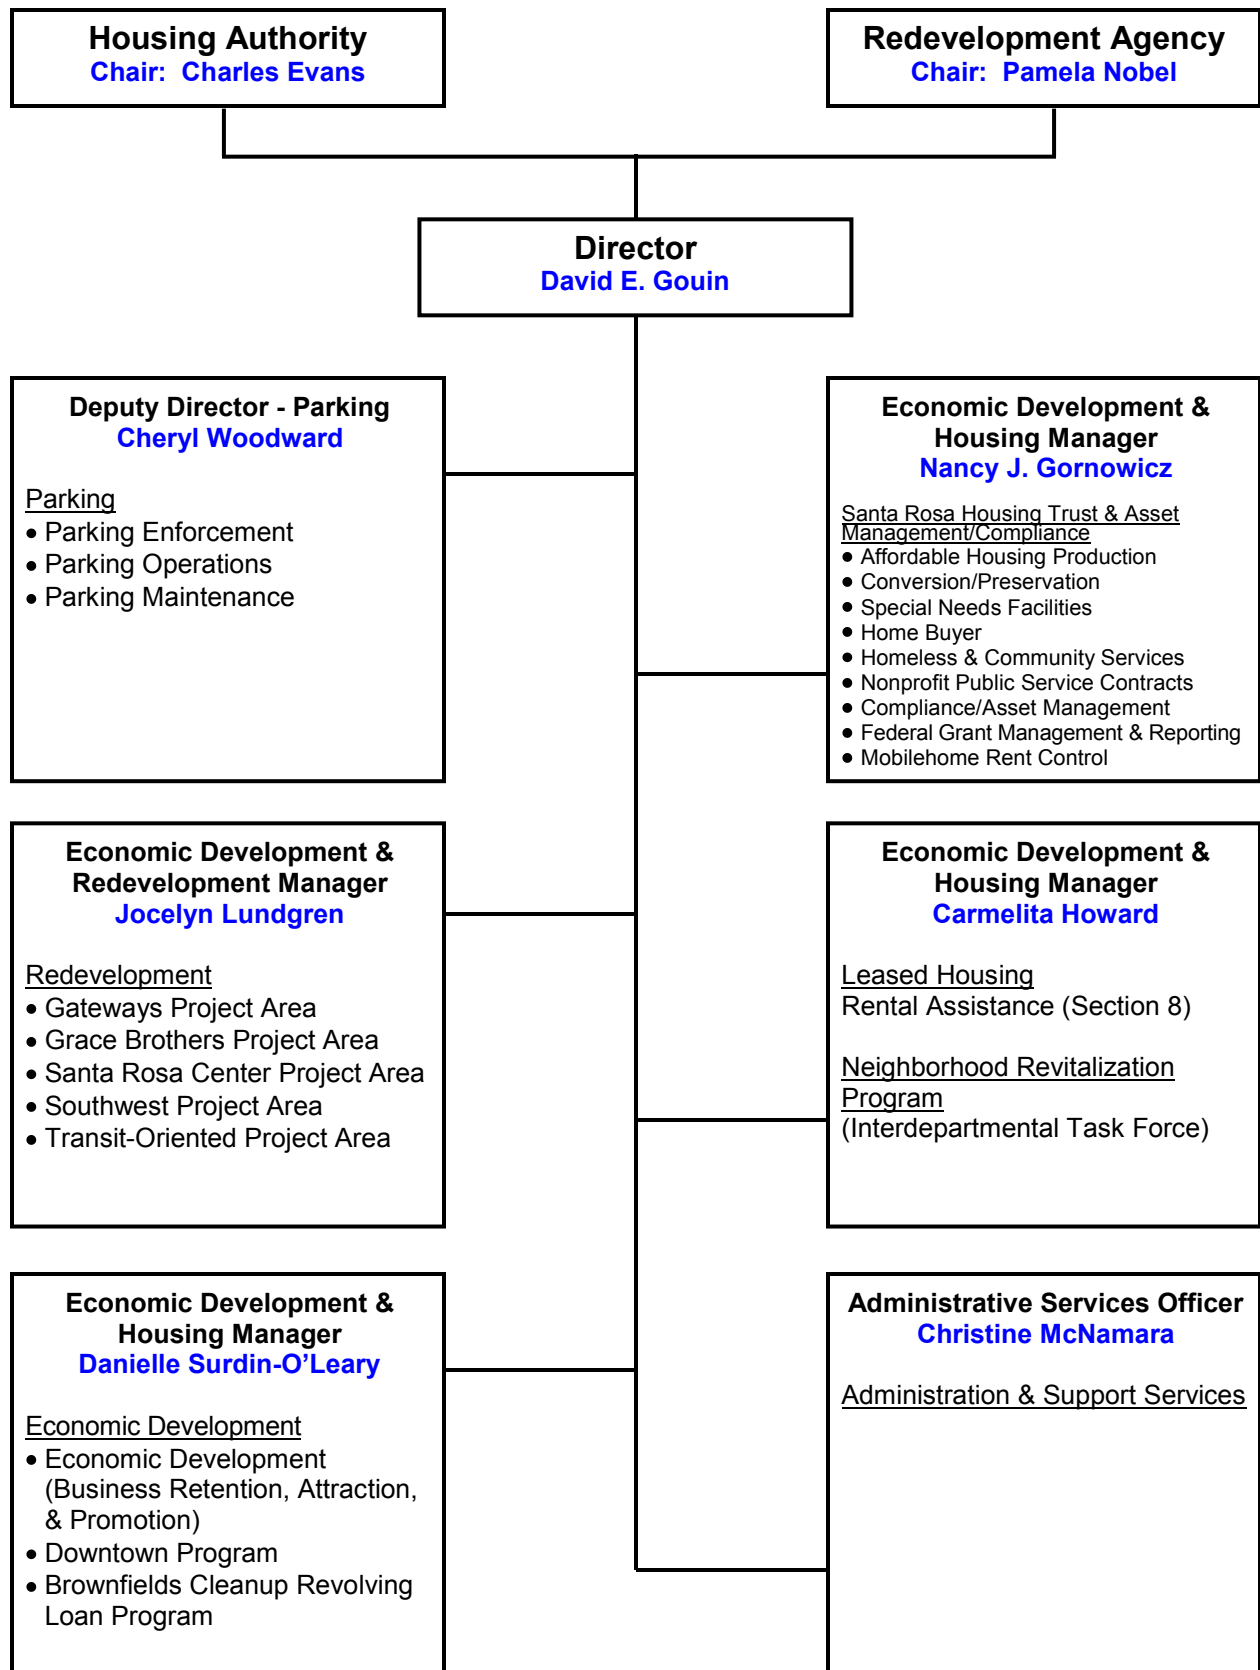 Housing Authority
Chair:  Charles Evans
Redevelopment Agency
Chair:  Pamela Nobel
Director
David E. Gouin
Deputy Director - Parking
Cheryl Woodward
Parking
• Parking Enforcement
• Parking Operations
• Parking Maintenance
Economic Development &
Housing Manager
Nancy J. Gornowicz
Santa Rosa Housing Trust & Asset
Management/Compliance
• Affordable Housing Production
• Conversion/Preservation
• Special Needs Facilities
• Home Buyer
• Homeless & Community Services
• Nonprofit Public Service Contracts
• Compliance/Asset Management
• Federal Grant Management & Reporting
• Mobilehome Rent Control
Economic Development &
Redevelopment Manager
Jocelyn Lundgren
Redevelopment
• Gateways Project Area
• Grace Brothers Project Area
• Santa Rosa Center Project Area
• Southwest Project Area
• Transit-Oriented Project Area
Economic Development &
Housing Manager
Carmelita Howard
Leased Housing
Rental Assistance (Section 8)
Neighborhood Revitalization
Program
(Interdepartmental Task Force)
Economic Development &
Housing Manager
Danielle Surdin-O’Leary
Economic Development
• Economic Development
(Business Retention, Attraction,
& Promotion)
• Downtown Program
• Brownfields Cleanup Revolving
Loan Program
Administrative Services Officer
Christine McNamara
Administration & Support Services